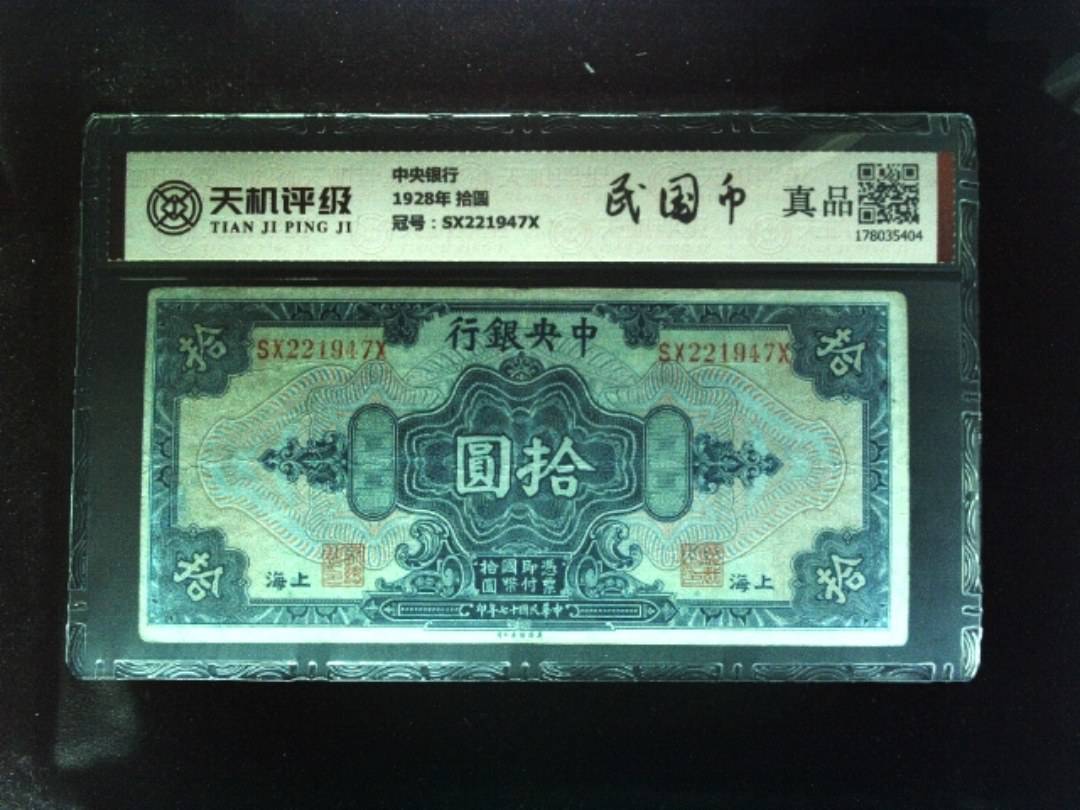 天机评级
TIAN JI PING JI
中央银行
1928年 拾圆
冠号：SX221947X
民国币
真品
178035404
行銀央中
拾
SX221947X
SX221947X
拾
圓拾
憑票
即付
國幣
拾圓
拾
上海
上海
拾
印年七十國民華中